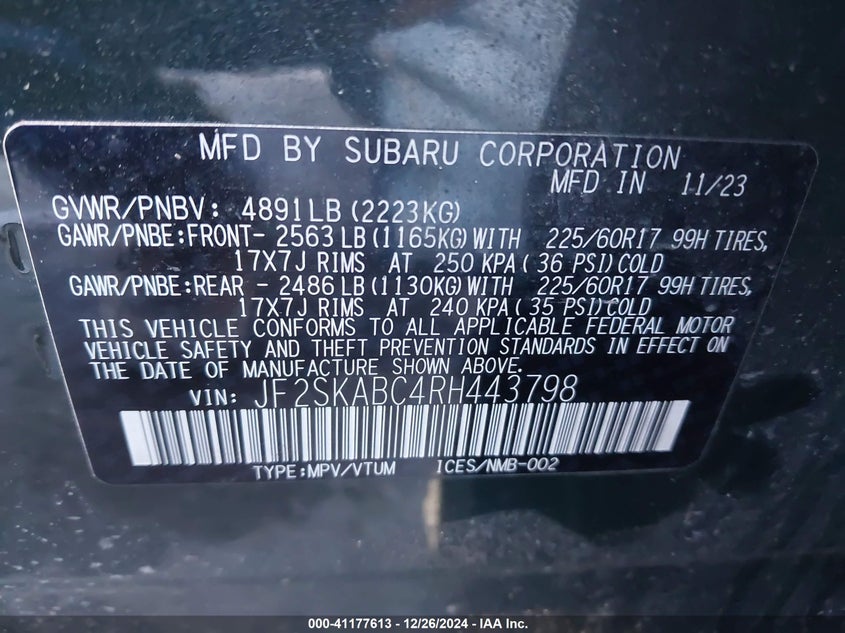 MFD BY SUBARU CORPORATION
MFD IN 11/23
GVWR/PNBV: 4891LB (2223KG)
GAWR/PNBE:FRONT- 2563 LB (1165KG) WITH 225/60R17 99H TIRES,
17X7J RIMS AT 250 KPA( 36 PSI) COLD
GAWR/PNBE:REAR - 2486 LB (1130KG) WITH 225/60R17 99H TIRES,
17X7J RIMS AT 240 KPA( 35 PSI) COLD
THIS VEHICLE CONFORMS TO ALL APPLICABLE FEDERAL MOTOR
VEHICLE SAFETY AND THEFT PREVENTION STANDARDS IN EFFECT ON
THE DATE OF MANUFACTURE SHOWN ABOVE.
VIN: JF2SKABC4RH443798
TYPE:MPV/VTUM ICES/NMB-002
000-41177613 - 12/26/2024 - IAA Inc.